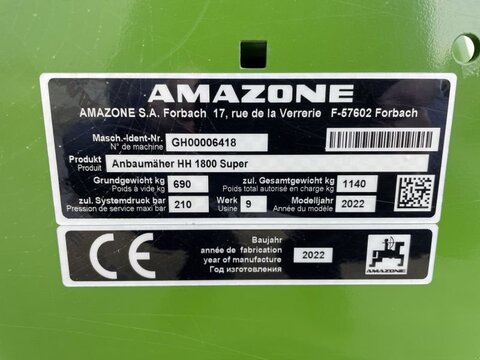 AMAZONE
AMAZONE S.A. Forbach 17, rue de la Verrerie F-57602 Forbach
Masch.-Ident-Nr. GH00006418
N° de machine
Produkt Anbaumäher HH 1800 Super
Produit
Grundgewicht kg 690 zul. Gesamtgewicht kg 1140
Poids à vide kg Poids total autorisé en charge kg
zul. Systemdruck bar 210 Werk 9 Modelljahr 2022
Pression de service maxi bar Usine Année du modèle
CE Baujahr
année de fabrication 2022
year of manufacture
Год изготовления
AMAZONE